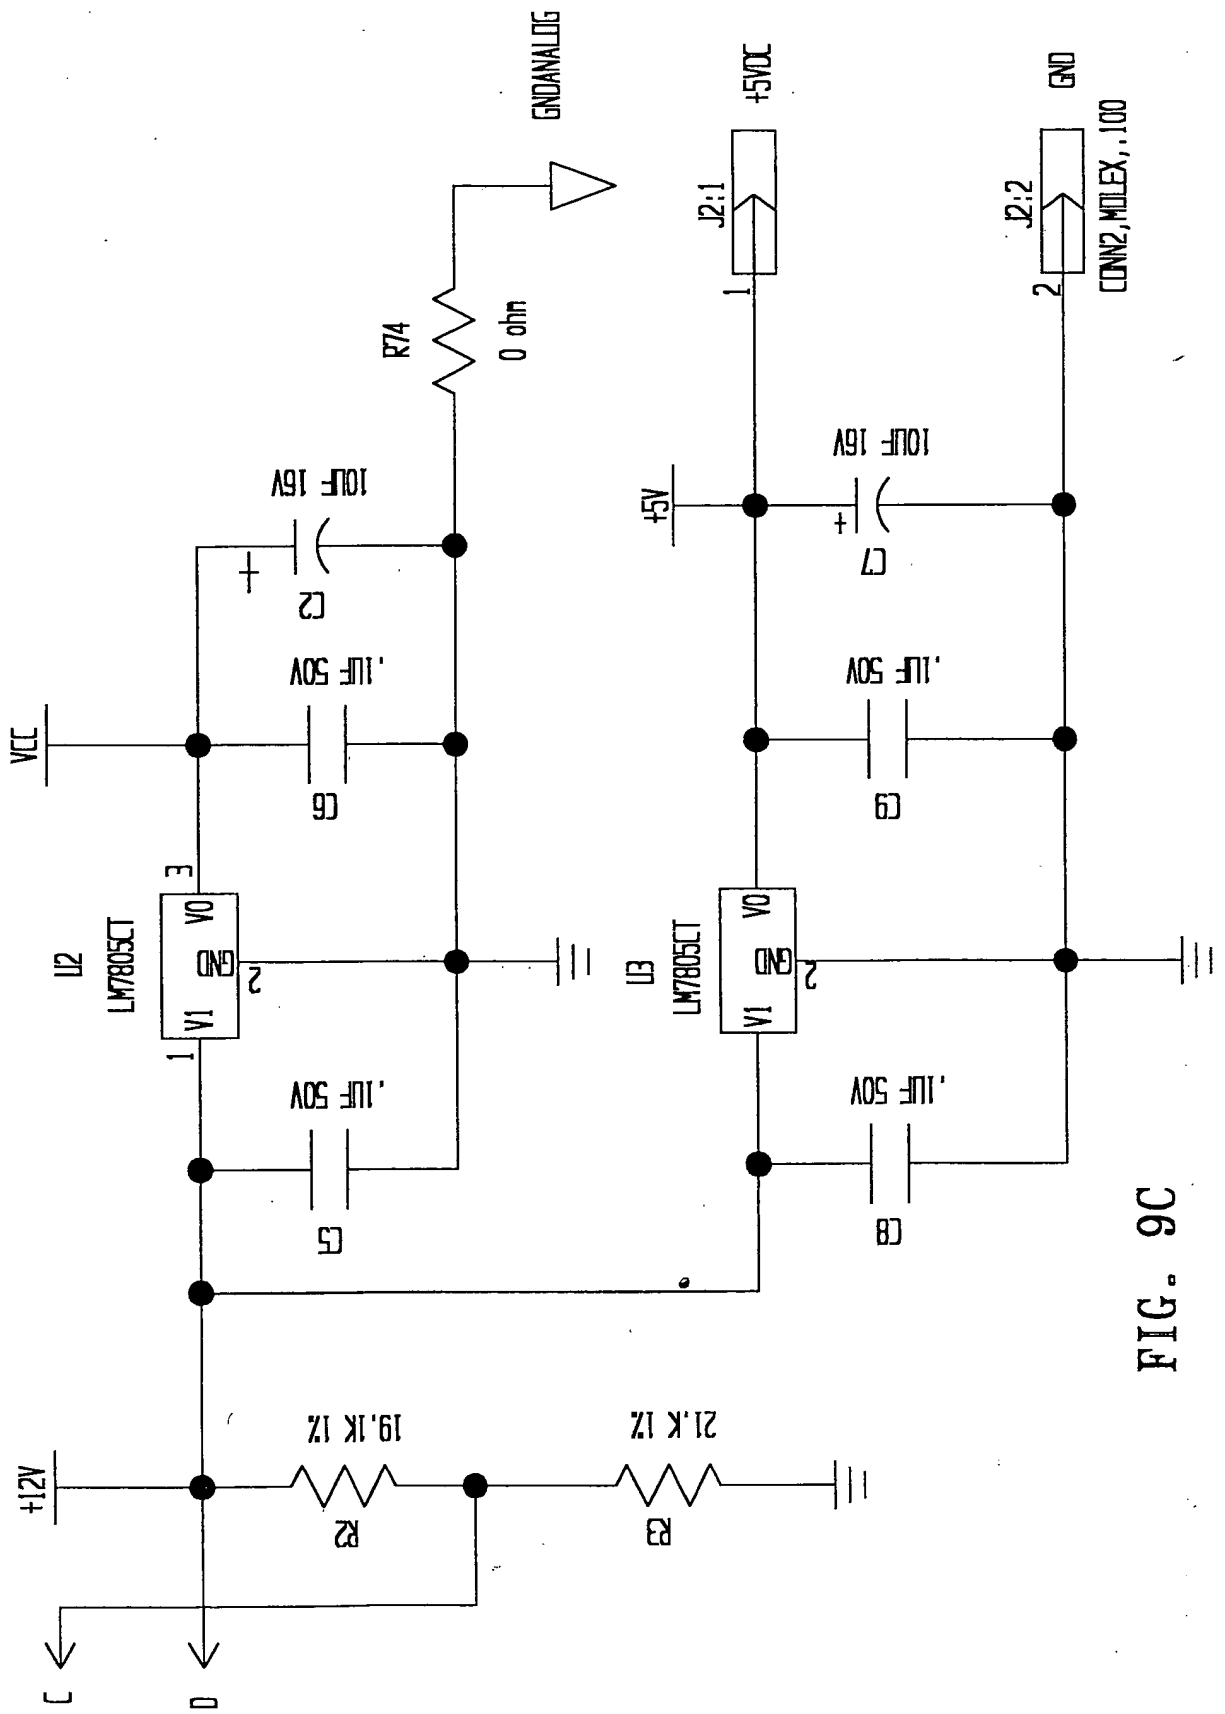 C
D
+12V
R2
19.1K 1%
R3
21.K 1%
C5
.1UF 50V
U2
LM7805CT
1
VI
GND
VO
3
2
VCC
C6
.1UF 50V
C2
+
10UF 16V
R74
0 ohm
GNDANALOG
C8
.1UF 50V
U3
LM7805CT
VI
GND
VO
2
C9
.1UF 50V
+5V
C7
+
10UF 16V
1
J2:1
+5VDC
2
J2:2
GND
CONN2,MOLEX,.100
FIG. 9C